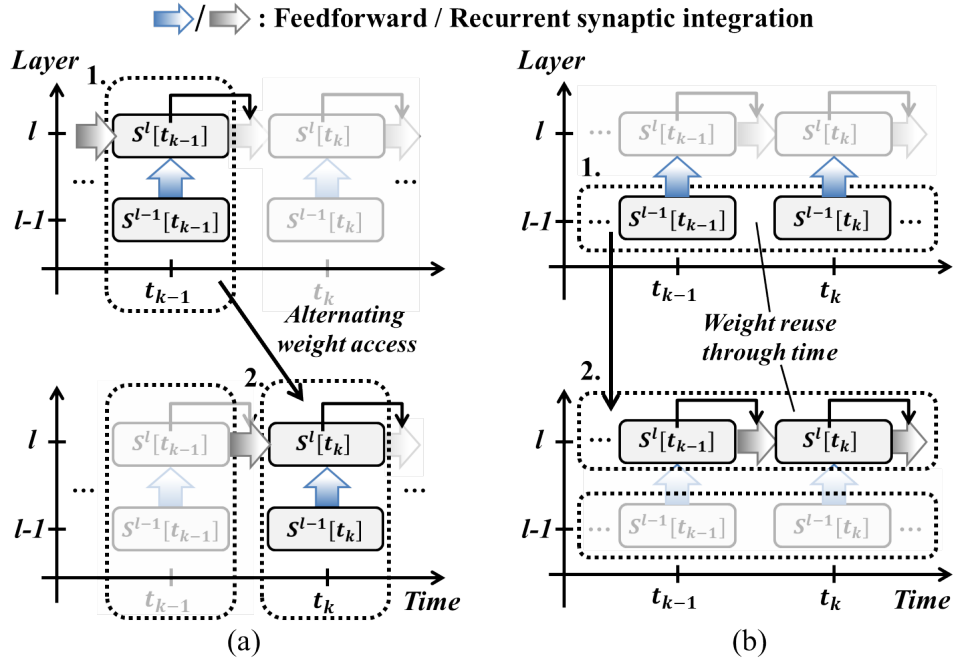 / : Feedforward / Recurrent synaptic integration
Layer
1.
l
S^l[t_{k-1}]
S^l[t_k]
...
...
l-1
S^{l-1}[t_{k-1}]
S^{l-1}[t_k]
t_{k-1}
t_k
Alternating
weight access
2.
l
S^l[t_{k-1}]
S^l[t_k]
...
...
l-1
S^{l-1}[t_{k-1}]
S^{l-1}[t_k]
t_{k-1}
t_k
Time
(a)
Layer
l
...
S^l[t_{k-1}]
S^l[t_k]
1.
l-1
...
S^{l-1}[t_{k-1}]
S^{l-1}[t_k]
...
t_{k-1}
t_k
Weight reuse
through time
2.
l
...
S^l[t_{k-1}]
S^l[t_k]
l-1
...
S^{l-1}[t_{k-1}]
S^{l-1}[t_k]
...
t_{k-1}
t_k
Time
(b)